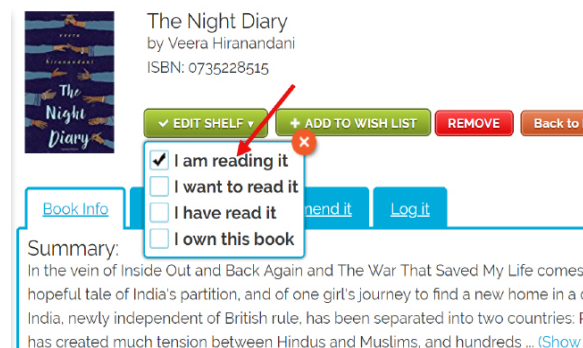 veera
hiranandani
The
Night
Diary
The Night Diary
by Veera Hiranandani
ISBN: 0735228515
✔ EDIT SHELF ▾
+ ADD TO WISH LIST
REMOVE
Back to
I am reading it
I want to read it
I have read it
I own this book
Book Info
mend it
Log it
Summary:
In the vein of Inside Out and Back Again and The War That Saved My Life comes
hopeful tale of India's partition, and of one girl's journey to find a new home in a
India, newly independent of British rule, has been separated into two countries:
has created much tension between Hindus and Muslims, and hundreds ... (Show